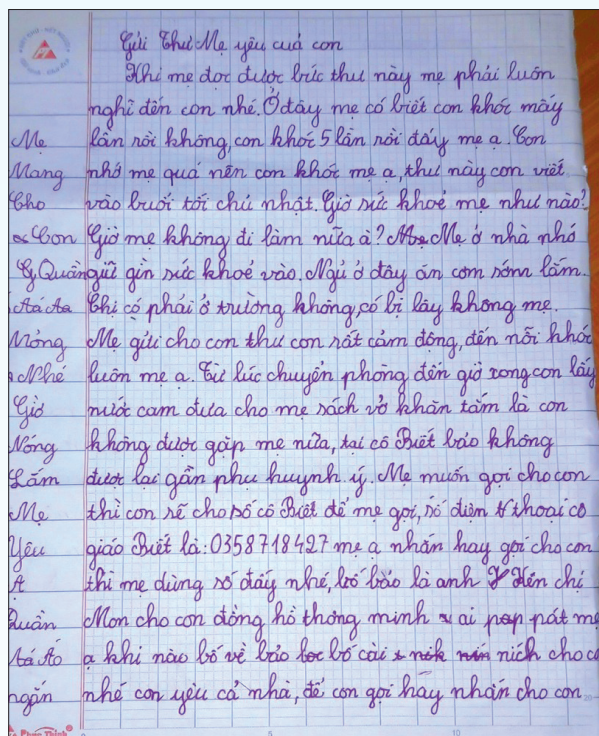 Gửi Thư Mẹ yêu cuả con
Khi mẹ đọc được bức thư này mẹ phải luôn
nghĩ đến con nhé. Ở đây mẹ có biết con khóc mấy
Mẹ lần rồi không, con khóc 5 lần rồi đấy mẹ ạ. Con
Mang nhớ mẹ quá nên con khóc mẹ ạ, thư này con viết
Cho vào buổi tối chủ nhật. Giờ sức khoẻ mẹ như nào?
Con Giờ mẹ không đi làm nữa à? Mẹ ở nhà nhớ
Quần giữ gìn sức khoẻ vào. Ngủ ở đây ăn cơm sớm lắm.
Áo Chi có phải ở trường không, có bị lây không mẹ.
Mỏng Mẹ gửi cho con thư con rất cảm động, đến nỗi khóc
Nhé luôn mẹ ạ. Từ lúc chuyển phòng đến giờ xong con lấy
Giờ nước cam đưa cho mẹ sách vở khăn tắm là con
Nóng không được gặp mẹ nữa, tại cô Biết bảo không
Lắm được lại gần phụ huynh ý. Mẹ muốn gọi cho con
Mẹ thì con sẽ cho số cô Biết để mẹ gọi, số điện thoại cô
Yêu giáo Biết là: 0358718427 mẹ ạ nhắn hay gọi cho con
Ạ thì mẹ dùng số đấy nhé, bố bảo là anh Kên chị
Quần Mon cho con đồng hồ thông minh ai pát mẹ
Áo ạ khi nào bố về bảo bố cài ních cho c
ngắn nhé con yêu cả nhà, để con gọi hay nhắn cho con